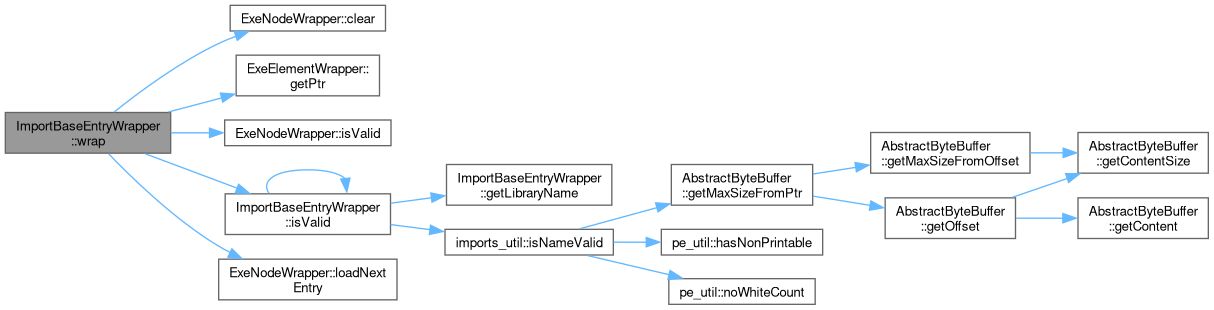 ImportBaseEntryWrapper
::wrap
ExeNodeWrapper::clear
ExeElementWrapper::
getPtr
ExeNodeWrapper::isValid
ImportBaseEntryWrapper
::isValid
ExeNodeWrapper::loadNext
Entry
ImportBaseEntryWrapper
::getLibraryName
imports_util::isNameValid
AbstractByteBuffer
::getMaxSizeFromPtr
pe_util::hasNonPrintable
pe_util::noWhiteCount
AbstractByteBuffer
::getMaxSizeFromOffset
AbstractByteBuffer
::getOffset
AbstractByteBuffer
::getContentSize
AbstractByteBuffer
::getContent